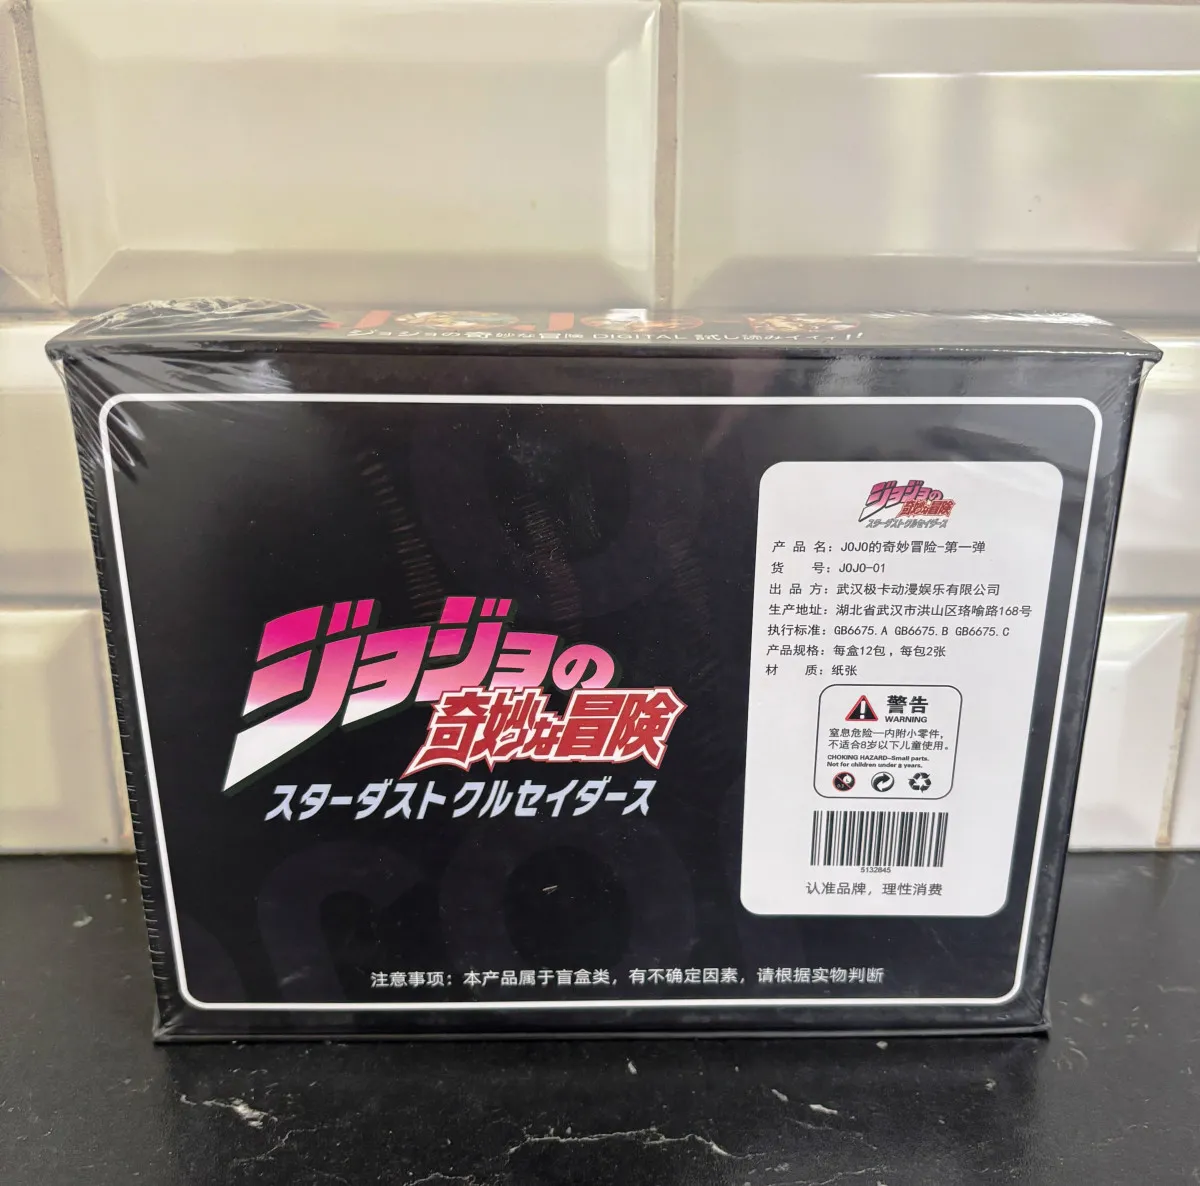 ジョジョの奇妙な冒険 DIGITAL 試し読みイイィ!!
ジョジョの
奇妙な冒険
スターダストクルセイダース
ジョジョの
奇妙な冒険
スターダストクルセイダース
产 品 名：JOJO的奇妙冒险-第一弹
货 号：JOJO-01
出 品 方：武汉极卡动漫娱乐有限公司
生产地址：湖北省武汉市洪山区珞喻路168号
执行标准：GB6675.A GB6675.B GB6675.C
产品规格：每盒12包，每包2张
材 质：纸张
警告
WARNING
窒息危险—内附小零件，
不适合8岁以下儿童使用。
CHOKING HAZARD-Small parts.
Not for children under 8 years.
5132845
认准品牌，理性消费
注意事项：本产品属于盲盒类，有不确定因素，请根据实物判断